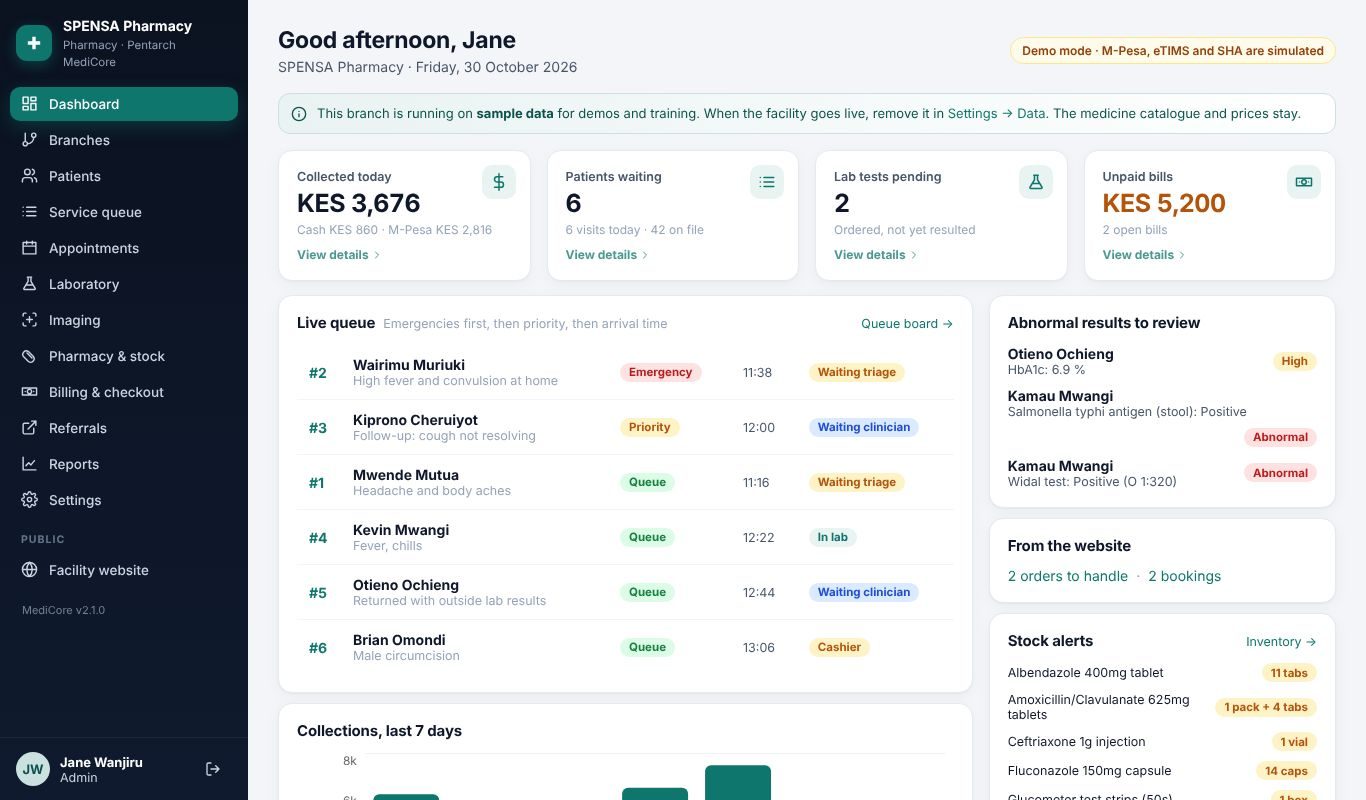 SPENSA Pharmacy
Pharmacy · Pentarch
MediCore
Dashboard
Branches
Patients
Service queue
Appointments
Laboratory
Imaging
Pharmacy & stock
Billing & checkout
Referrals
Reports
Settings
PUBLIC
Facility website
MediCore v2.1.0
JW
Jane Wanjiru
Admin
Good afternoon, Jane
SPENSA Pharmacy · Friday, 30 October 2026
Demo mode · M-Pesa, eTIMS and SHA are simulated
This branch is running on sample data for demos and training. When the facility goes live, remove it in Settings → Data. The medicine catalogue and prices stay.
Collected today
KES 3,676
Cash KES 860 · M-Pesa KES 2,816
View details
Patients waiting
6
6 visits today · 42 on file
View details
Lab tests pending
2
Ordered, not yet resulted
View details
Unpaid bills
KES 5,200
2 open bills
View details
Live queue Emergencies first, then priority, then arrival time Queue board →
#2 Wairimu Muriuki Emergency 11:38 Waiting triage
High fever and convulsion at home
#3 Kiprono Cheruiyot Priority 12:00 Waiting clinician
Follow-up: cough not resolving
#1 Mwende Mutua Queue 11:16 Waiting triage
Headache and body aches
#4 Kevin Mwangi Queue 12:22 In lab
Fever, chills
#5 Otieno Ochieng Queue 12:44 Waiting clinician
Returned with outside lab results
#6 Brian Omondi Queue 13:06 Cashier
Male circumcision
Collections, last 7 days
8k
6k
Abnormal results to review
Otieno Ochieng High
HbA1c: 6.9 %
Kamau Mwangi
Salmonella typhi antigen (stool): Positive
Abnormal
Kamau Mwangi Abnormal
Widal test: Positive (O 1:320)
From the website
2 orders to handle · 2 bookings
Stock alerts Inventory →
Albendazole 400mg tablet 11 tabs
Amoxicillin/Clavulanate 625mg
tablets 1 pack + 4 tabs
Ceftriaxone 1g injection 1 vial
Fluconazole 150mg capsule 14 caps
Glucometer test strips (50s) 1 box